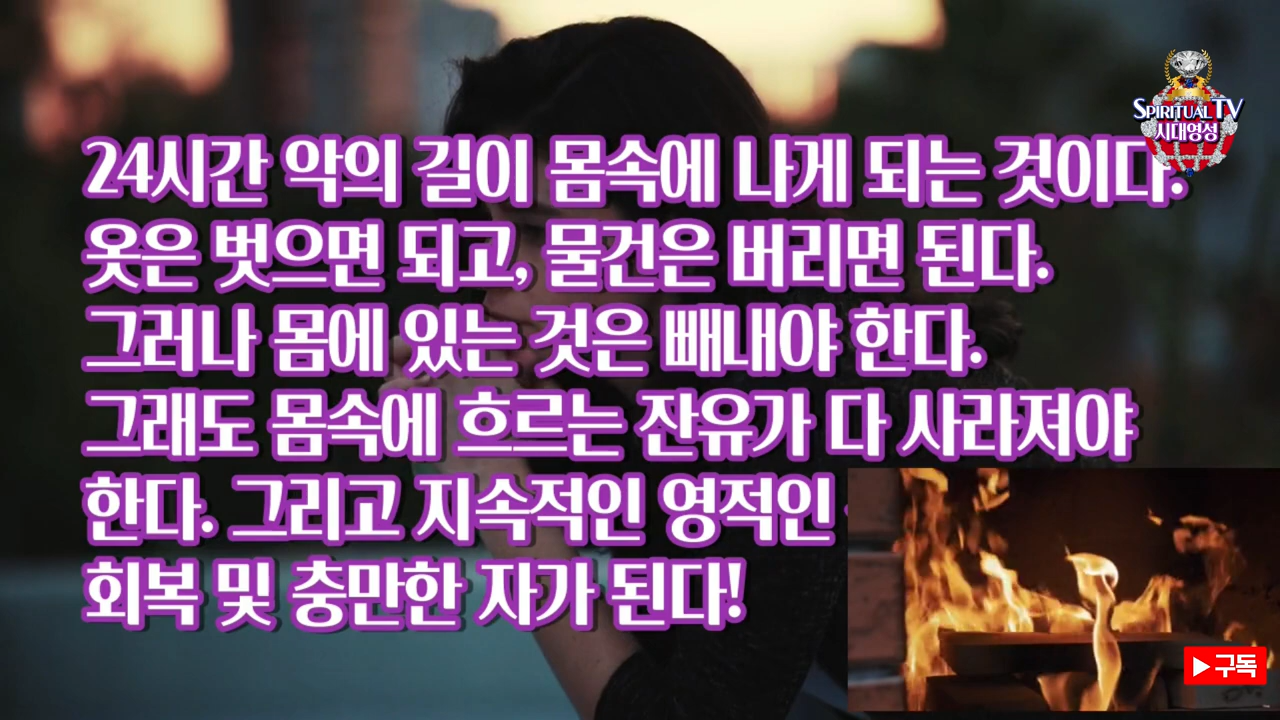 SPIRITUAL TV
시대영성
24시간 악의 길이 몸속에 나게 되는 것이다.
옷은 벗으면 되고, 물건은 버리면 된다.
그러나 몸에 있는 것은 빼내야 한다.
그래도 몸속에 흐르는 잔유가 다 사라져야
한다. 그리고 지속적인 영적인
회복 및 충만한 자가 된다!
구독